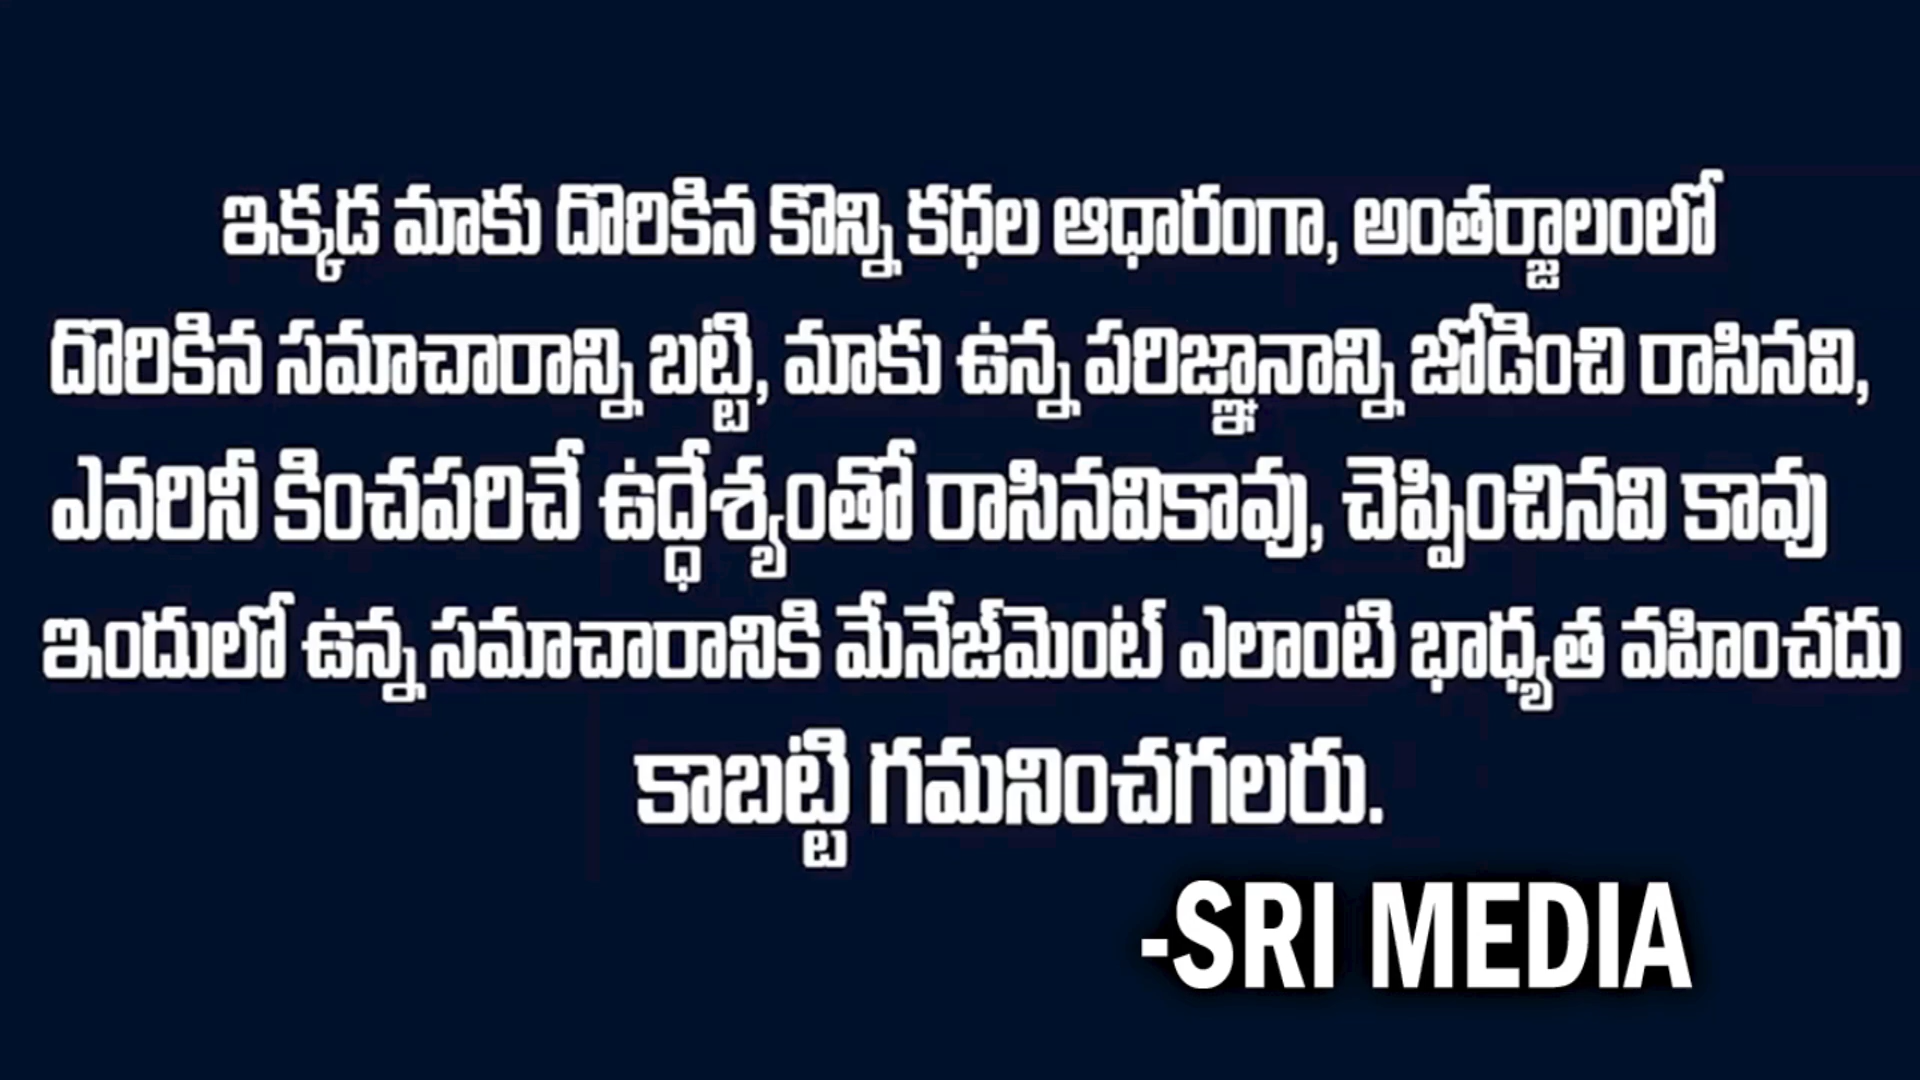 ఇక్కడ మాకు దొరికిన కొన్ని కధల ఆధారంగా, అంతర్జాలంలో
దొరికిన సమాచారాన్ని బట్టి, మాకు ఉన్న పరిజ్ఞానాన్ని జోడించి రాసినవి,
ఎవరినీ కించపరిచే ఉద్ధేశ్యంతో రాసినవికావు, చెప్పించినవి కావు
ఇందులో ఉన్న సమాచారానికి మేనేజ్‌మెంట్ ఎలాంటి భాధ్యత వహించదు
కాబట్టి గమనించగలరు.
-SRI MEDIA